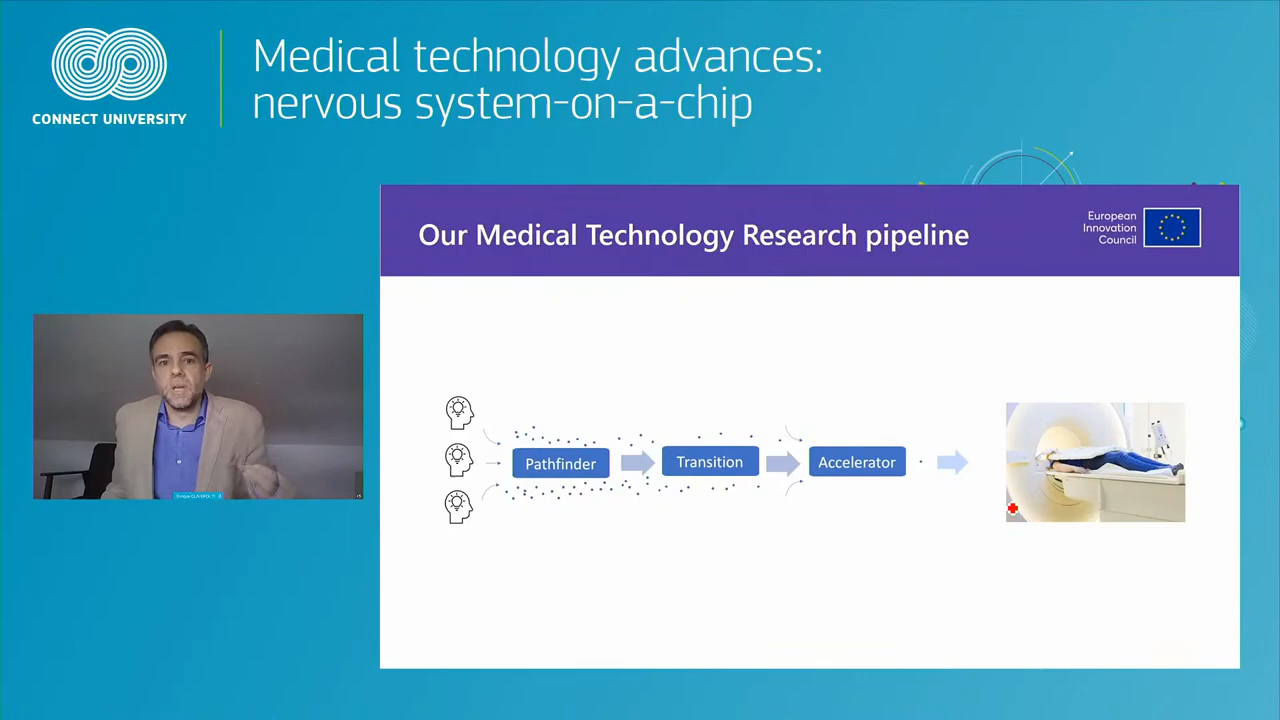 Medical technology advances:
nervous system-on-a-chip
CONNECT UNIVERSITY
Our Medical Technology Research pipeline
European
Innovation
Council
Pathfinder
Transition
Accelerator